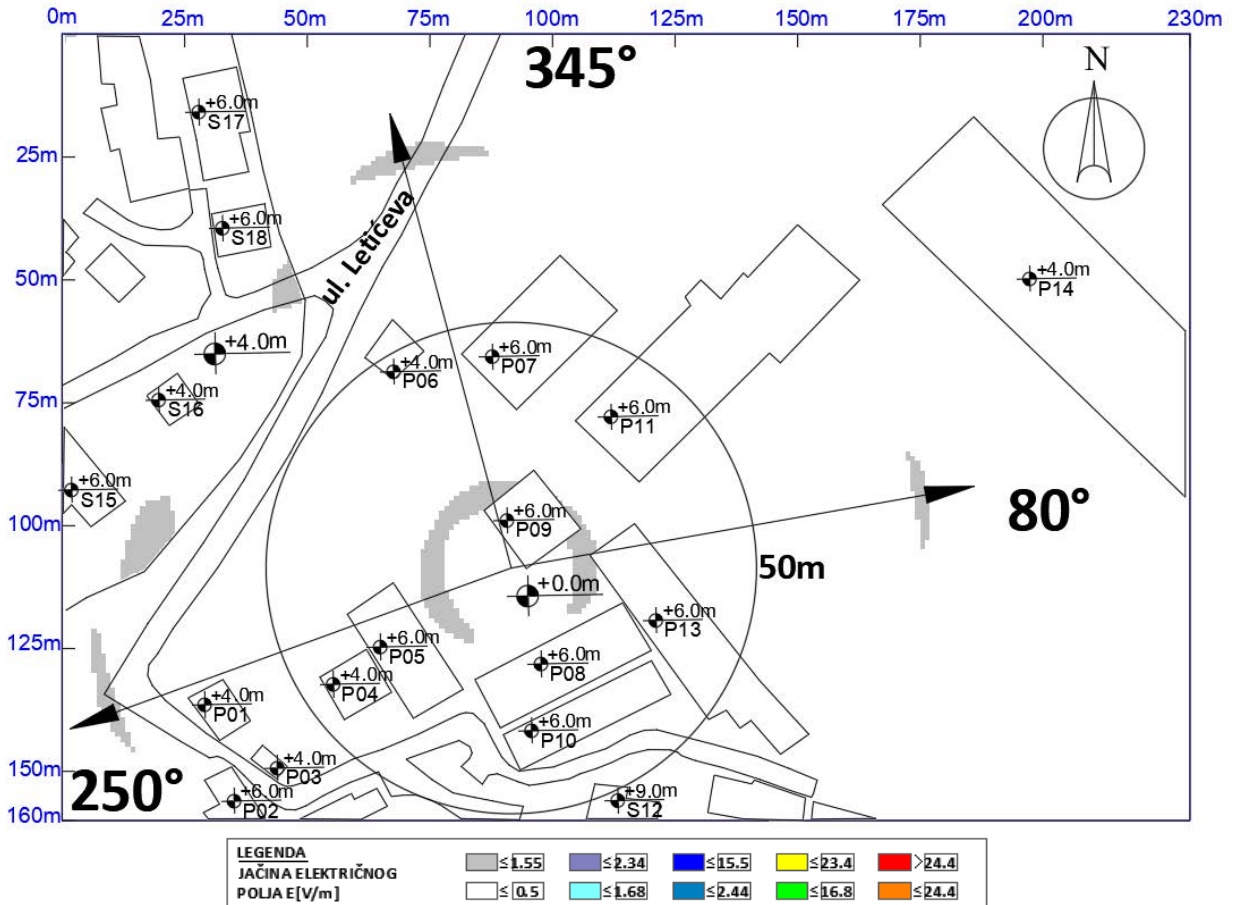 0m 25m 50m 75m 100m 125m 150m 175m 200m 230m
345°
N
+6.0m
S17
25m
ul. Letićeva
+6.0m
S18
50m
+4.0m
P14
+4.0m
+4.0m
P06
+6.0m
P07
75m
+4.0m
S16
+6.0m
P11
+6.0m
S15
80°
100m
+6.0m
P09
50m
+0.0m
125m
+6.0m
P13
+6.0m
P05
+6.0m
P08
+4.0m
P04
+4.0m
P01
+6.0m
P10
150m
+4.0m
P03
250°
+6.0m
P02
+9.0m
S12
160m
LEGENDA
JAČINA ELEKTRIČNOG
POLJA E[V/m]
≤1.55 ≤2.34 ≤15.5 ≤23.4 >24.4
≤ 0.5 ≤1.68 ≤2.44 ≤16.8 ≤24.4